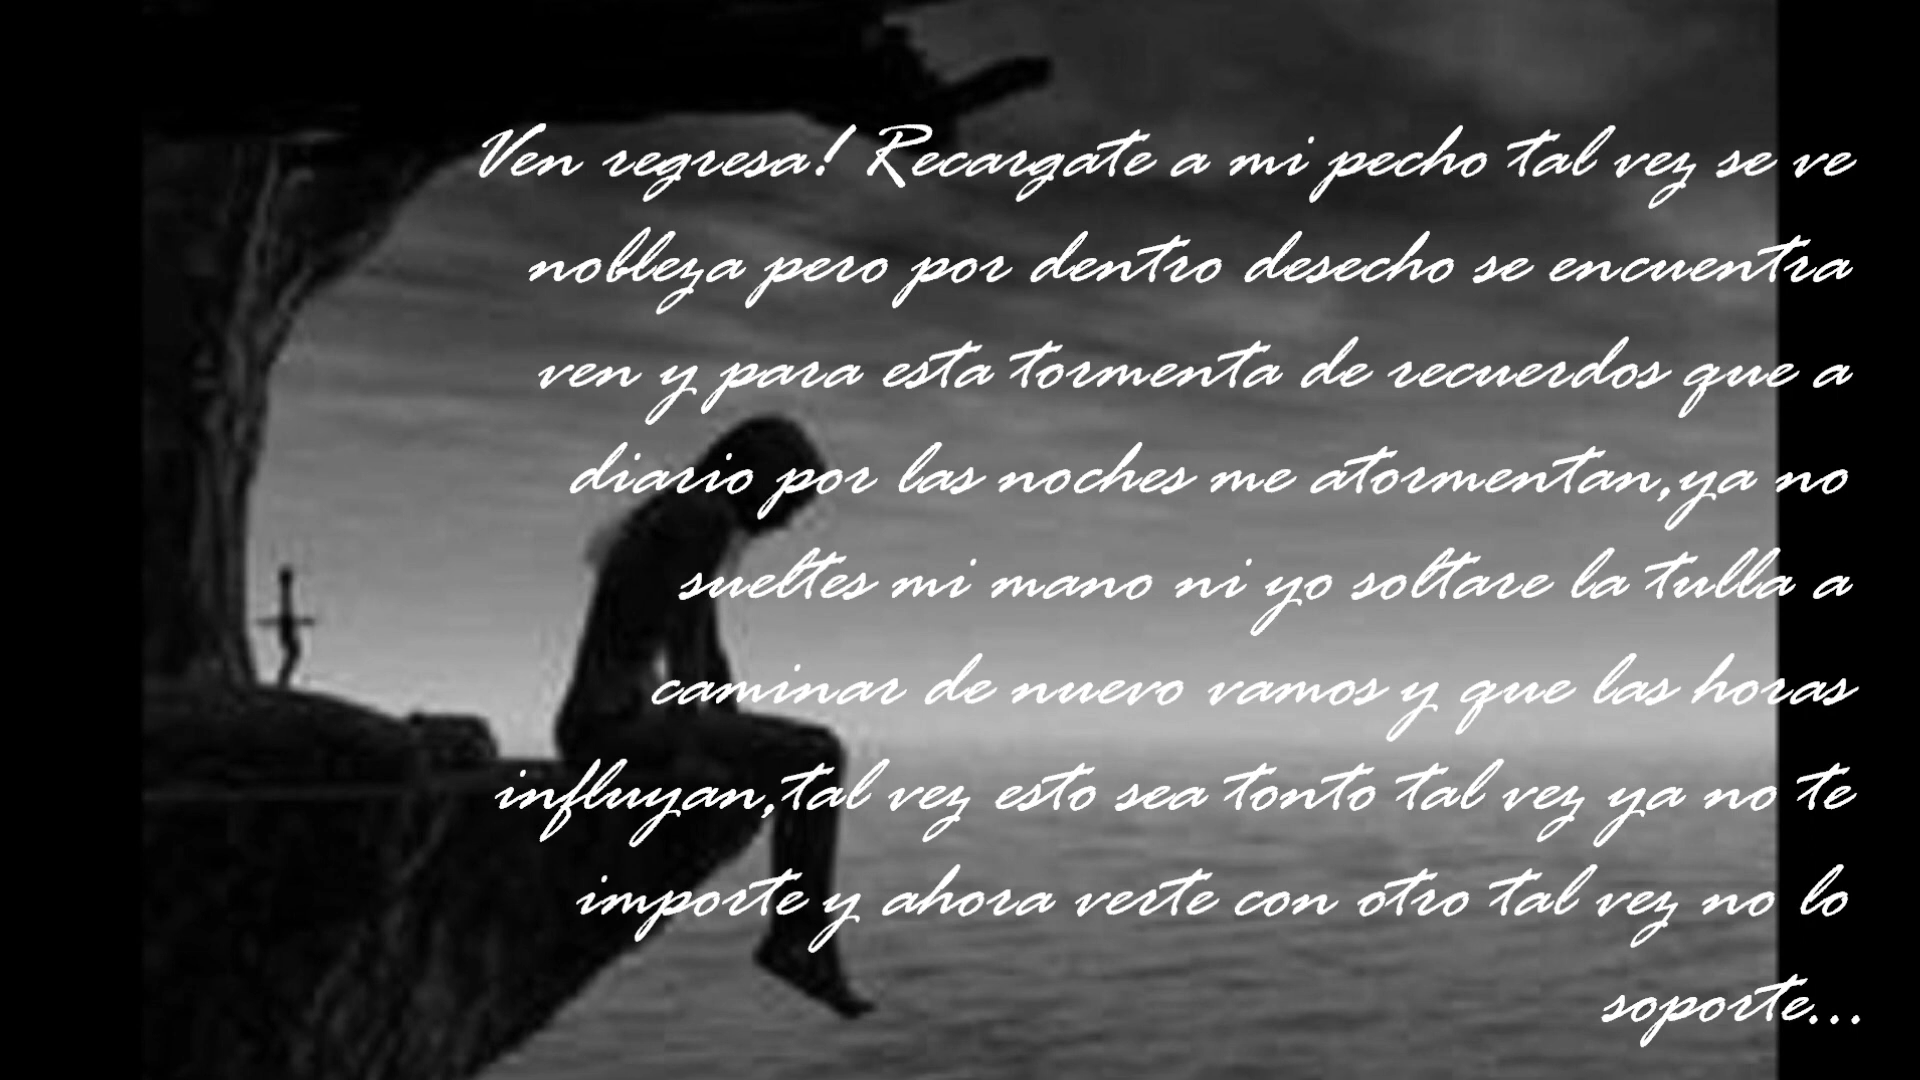 Ven regresa! Recargate a mi pecho tal vez se ve
nobleza pero por dentro desecho se encuentra
ven y para esta tormenta de recuerdos que a
diario por las noches me atormentan,ya no
sueltes mi mano ni yo soltare la tulla a
caminar de nuevo vamos y que las horas
influyan,tal vez esto sea tonto tal vez ya no te
importe y ahora verte con otro tal vez no lo
soporte...